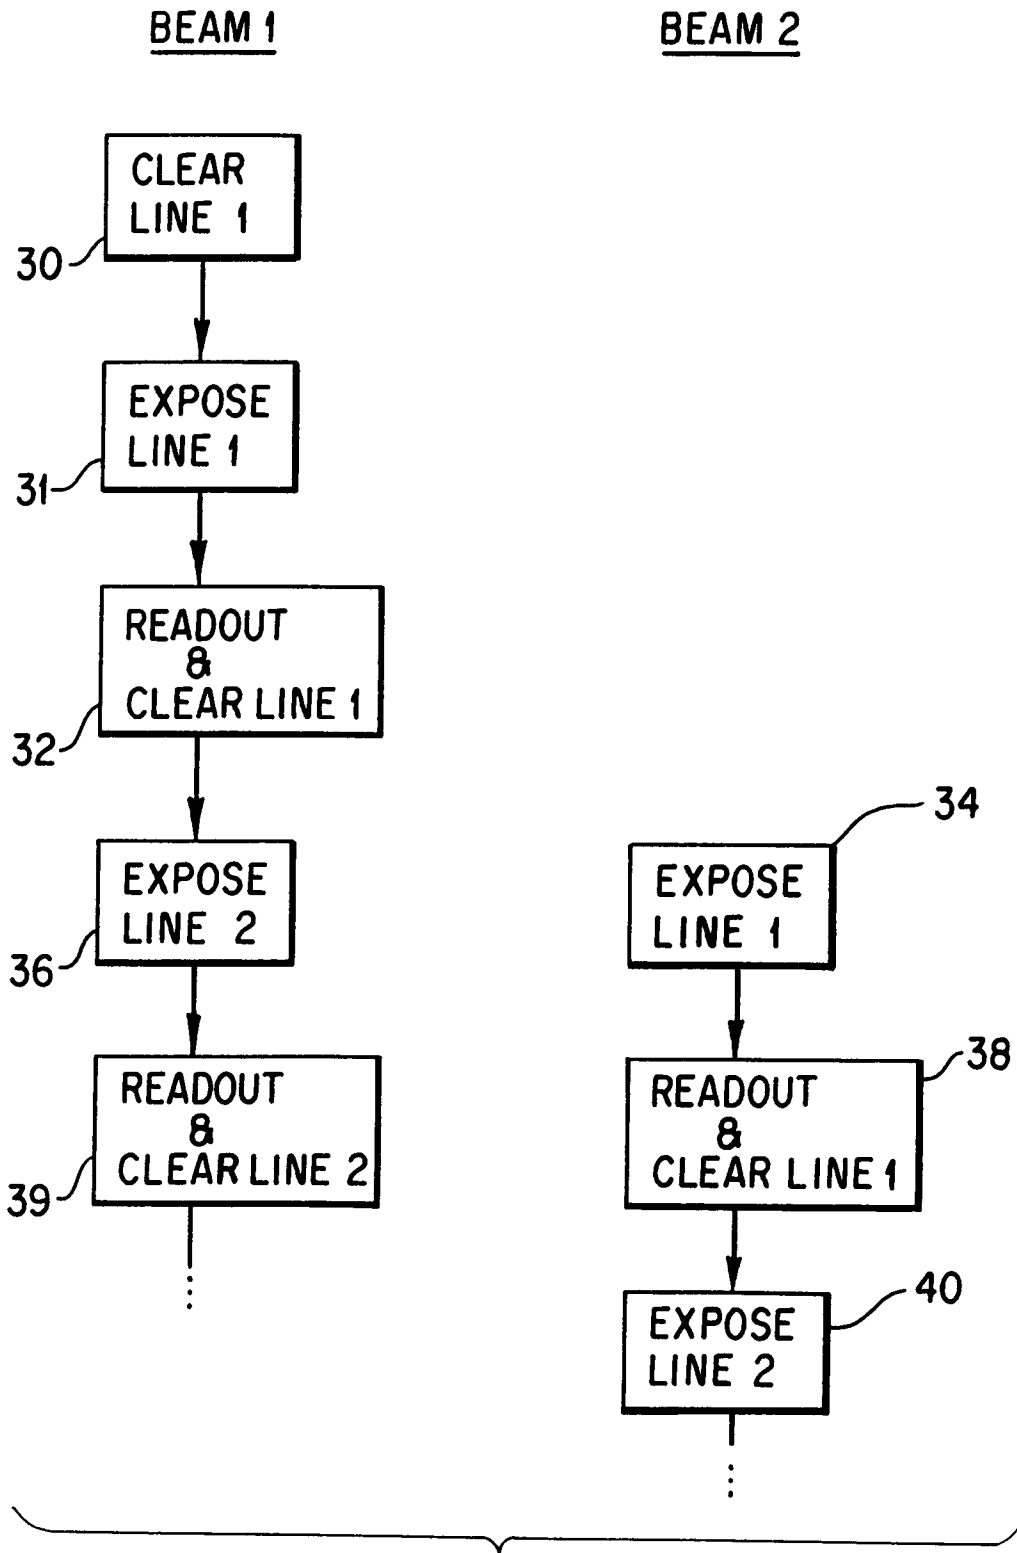 BEAM 1
CLEAR
LINE 1
30
EXPOSE
LINE 1
31
READOUT
&
CLEAR LINE 1
32
EXPOSE
LINE 2
36
READOUT
&
CLEAR LINE 2
39
BEAM 2
34
EXPOSE
LINE 1
38
READOUT
&
CLEAR LINE 1
40
EXPOSE
LINE 2